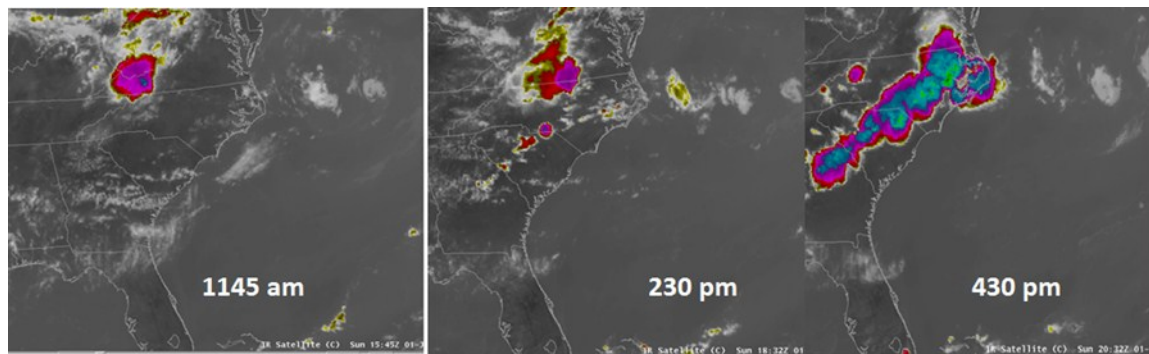 1145 am
230 pm
430 pm
IR Satellite (C) Sun 15:45Z 01-
IR Satellite (C) Sun 18:32Z 01
IR Satellite (C) Sun 20:32Z 01-